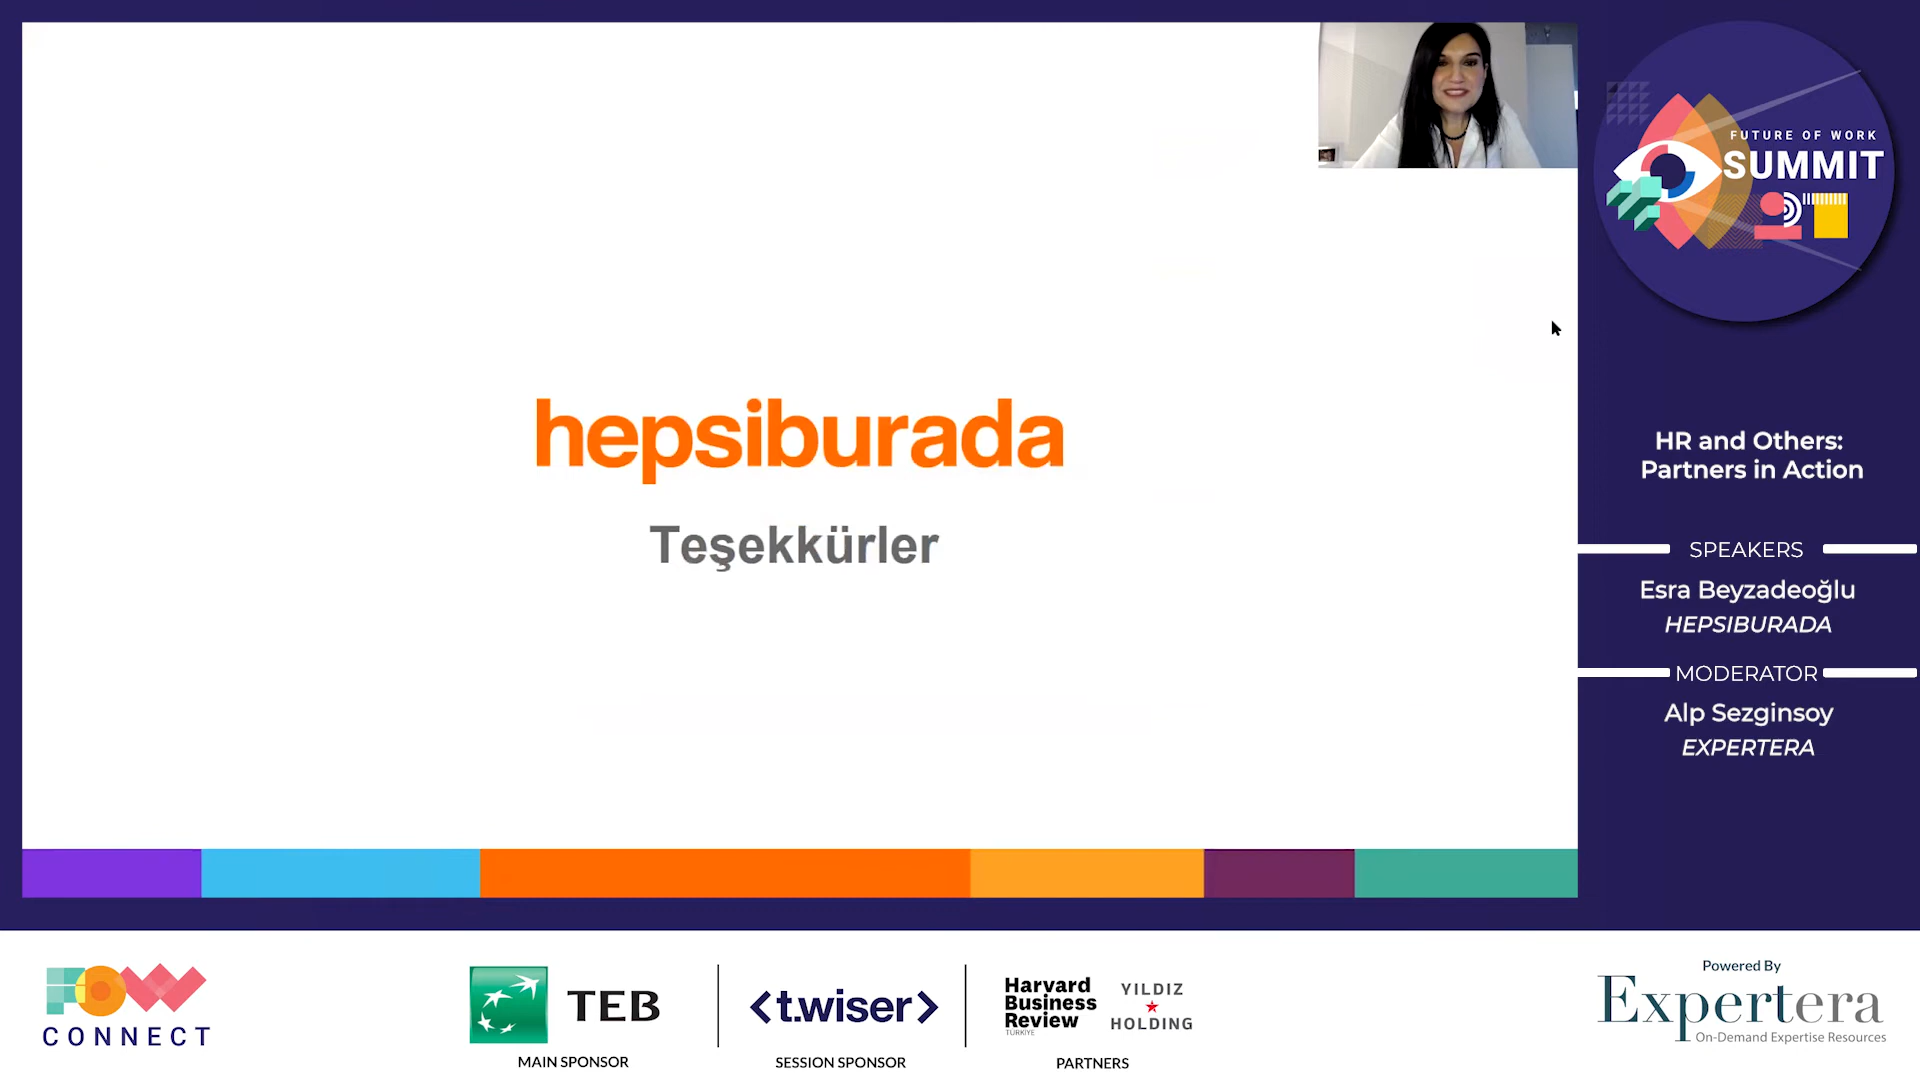 hepsiburada
Teşekkürler
FUTURE OF WORK
SUMMIT
HR and Others:
Partners in Action
SPEAKERS
Esra Beyzadeoğlu
HEPSIBURADA
MODERATOR
Alp Sezginsoy
EXPERTERA
FOW
CONNECT
TEB
MAIN SPONSOR
<t.wiser>
SESSION SPONSOR
Harvard
Business
Review
TÜRKİYE
YILDIZ
HOLDING
PARTNERS
Powered By
Expertera
On-Demand Expertise Resources